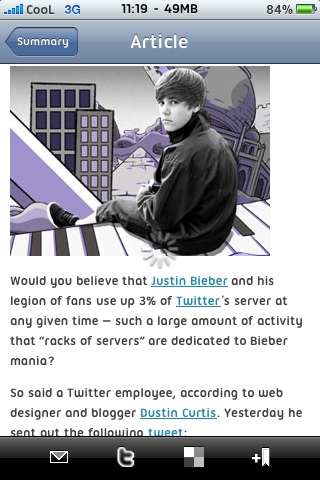 CooL 3G 11:19 - 49MB 84%
Summary
Article
Would you believe that Justin Bieber and his
legion of fans use up 3% of Twitter's server at
any given time — such a large amount of activity
that "racks of servers" are dedicated to Bieber
mania?
So said a Twitter employee, according to web
designer and blogger Dustin Curtis. Yesterday he
sent out the following tweet: